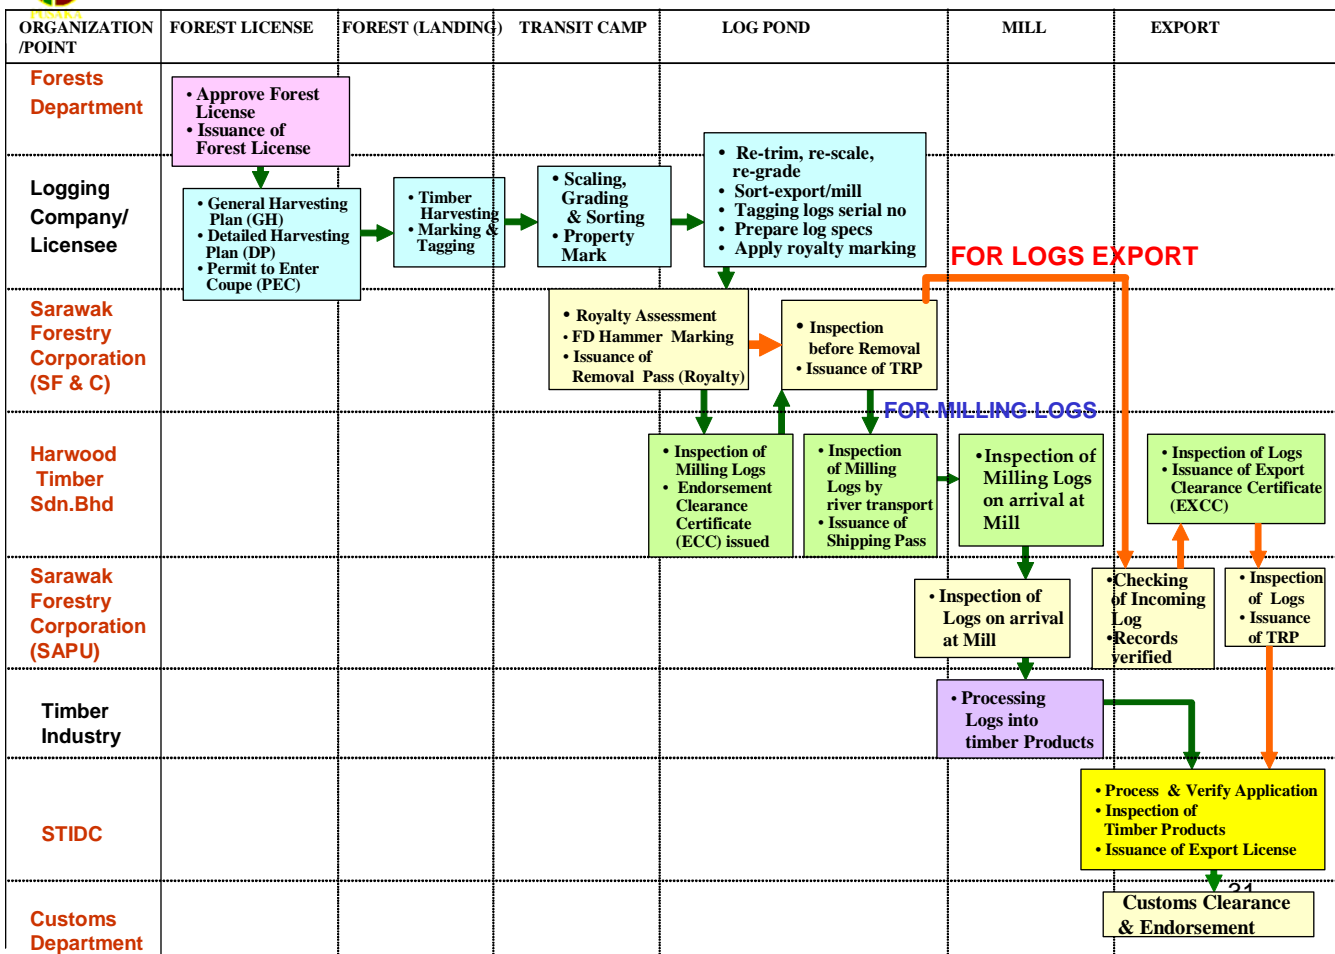 PUSAKA
ORGANIZATION
/POINT
FOREST LICENSE
FOREST (LANDING)
TRANSIT CAMP
LOG POND
MILL
EXPORT
Forests
Department
• Approve Forest
License
• Issuance of
Forest License
Logging
Company/
Licensee
• General Harvesting
Plan (GH)
• Detailed Harvesting
Plan (DP)
• Permit to Enter
Coupe (PEC)
• Timber
Harvesting
• Marking &
Tagging
• Scaling,
Grading
& Sorting
• Property
Mark
• Re-trim, re-scale,
re-grade
• Sort-export/mill
• Tagging logs serial no
• Prepare log specs
• Apply royalty marking
FOR LOGS EXPORT
Sarawak
Forestry
Corporation
(SF & C)
• Royalty Assessment
• FD Hammer Marking
• Issuance of
Removal Pass (Royalty)
• Inspection
before Removal
• Issuance of TRP
FOR MILLING LOGS
Harwood
Timber
Sdn.Bhd
• Inspection of
Milling Logs
• Endorsement
Clearance
Certificate
(ECC) issued
• Inspection
of Milling
Logs by
river transport
• Issuance of
Shipping Pass
• Inspection of
Milling Logs
on arrival at
Mill
• Inspection of Logs
• Issuance of Export
Clearance Certificate
(EXCC)
Sarawak
Forestry
Corporation
(SAPU)
• Inspection of
Logs on arrival
at Mill
• Checking
of Incoming
Log
• Records
verified
• Inspection
of Logs
• Issuance
of TRP
Timber
Industry
• Processing
Logs into
timber Products
STIDC
• Process & Verify Application
• Inspection of
Timber Products
• Issuance of Export License
31
Customs
Department
Customs Clearance
& Endorsement